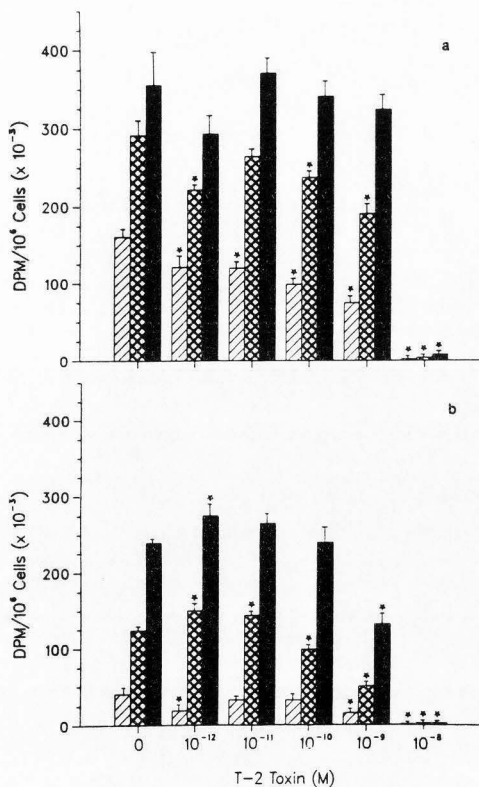 a
400
300
200
100
0
DPM/10⁶ Cells (x 10⁻³)
* * * * * * * * * *
b
400
300
200
100
0
DPM/10⁶ Cells (x 10⁻³)
* * * * * * * * * * * *
0 10⁻¹² 10⁻¹¹ 10⁻¹⁰ 10⁻⁹ 10⁻⁸
T-2 Toxin (M)